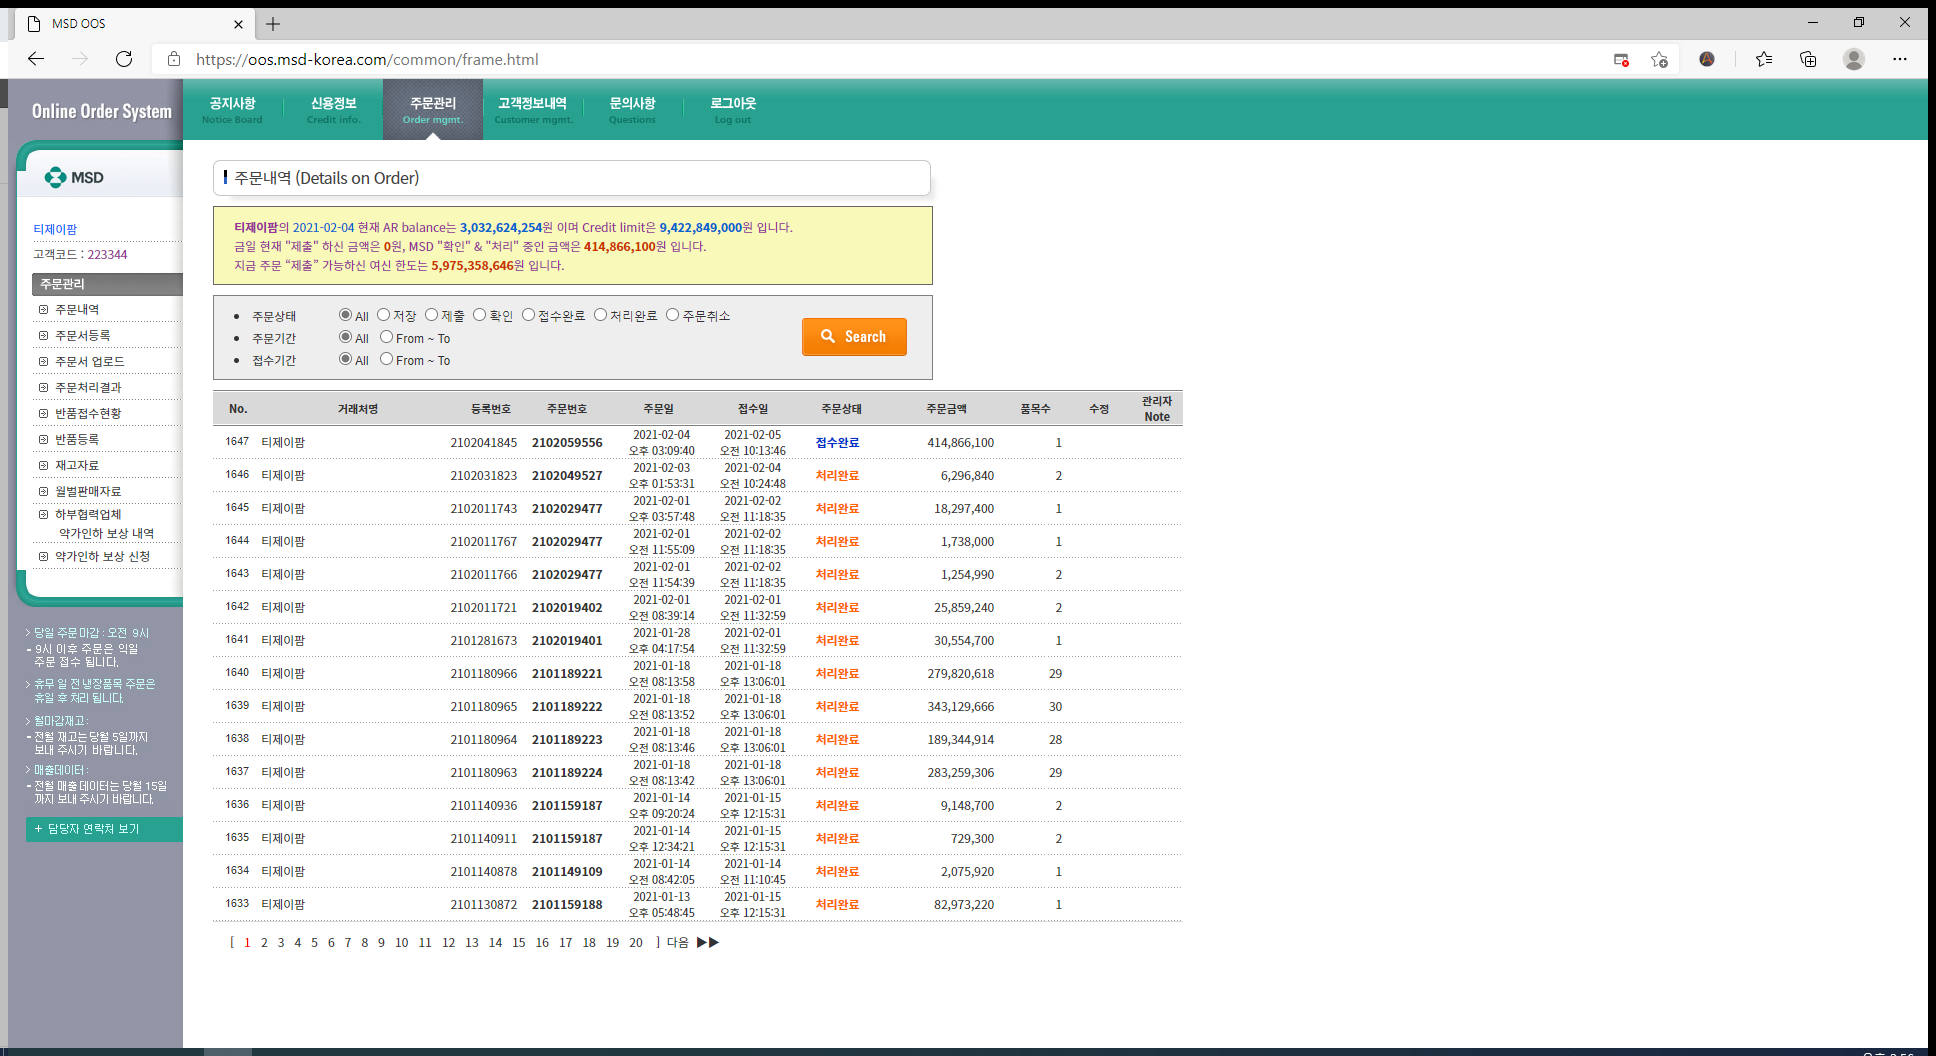 MSD OOS
https://oos.msd-korea.com/common/frame.html
Online Order System
공지사항 신용정보 주문관리 고객정보내역 문의사항 로그아웃
Notice Board Credit info. Order mgmt. Customer mgmt. Questions Log out
MSD
티제이팜
고객코드 : 223344
주문관리
주문내역
주문서등록
주문서 업로드
주문처리결과
반품접수현황
반품등록
재고자료
월별판매자료
하부협력업체
약가인하 보상 내역
약가인하 보상 신청
> 당일 주문마감 : 오전 9시
- 9시 이후 주문은 익일
주문 접수 됩니다.
> 휴무 일 전 냉장품목 주문은
휴일 후 처리 됩니다.
> 월마감재고 :
- 전월 재고는 당월 5일까지
보내 주시기 바랍니다.
> 매출데이터 :
- 전월 매출데이터는 당월 15일
까지 보내주시기 바랍니다.
+ 담당자 연락처 보기
주문내역 (Details on Order)
티제이팜의 2021-02-04 현재 AR balance는 3,032,624,254원 이며 Credit limit은 9,422,849,000원 입니다.
금일 현재 "제출" 하신 금액은 0원, MSD "확인" & "처리" 중인 금액은 414,866,100원 입니다.
지금 주문 “제출” 가능하신 여신 한도는 5,975,358,646원 입니다.
• 주문상태 All 저장 제출 확인 접수완료 처리완료 주문취소
• 주문기간 All From ~ To
• 접수기간 All From ~ To
Search
No. 거래처명 등록번호 주문번호 주문일 접수일 주문상태 주문금액 품목수 수정 관리자 Note
1647 티제이팜 2102041845 2102059556 2021-02-04 오후 03:09:40 2021-02-05 오전 10:13:46 접수완료 414,866,100 1
1646 티제이팜 2102031823 2102049527 2021-02-03 오후 01:53:31 2021-02-04 오전 10:24:48 처리완료 6,296,840 2
1645 티제이팜 2102011743 2102029477 2021-02-01 오후 03:57:48 2021-02-02 오전 11:18:35 처리완료 18,297,400 1
1644 티제이팜 2102011767 2102029477 2021-02-01 오전 11:55:09 2021-02-02 오전 11:18:35 처리완료 1,738,000 1
1643 티제이팜 2102011766 2102029477 2021-02-01 오전 11:54:39 2021-02-02 오전 11:18:35 처리완료 1,254,990 2
1642 티제이팜 2102011721 2102019402 2021-02-01 오전 08:39:14 2021-02-01 오전 11:32:59 처리완료 25,859,240 2
1641 티제이팜 2101281673 2102019401 2021-01-28 오후 04:17:54 2021-02-01 오전 11:32:59 처리완료 30,554,700 1
1640 티제이팜 2101180966 2101189221 2021-01-18 오전 08:13:58 2021-01-18 오후 13:06:01 처리완료 279,820,618 29
1639 티제이팜 2101180965 2101189222 2021-01-18 오전 08:13:52 2021-01-18 오후 13:06:01 처리완료 343,129,666 30
1638 티제이팜 2101180964 2101189223 2021-01-18 오전 08:13:46 2021-01-18 오후 13:06:01 처리완료 189,344,914 28
1637 티제이팜 2101180963 2101189224 2021-01-18 오전 08:13:42 2021-01-18 오후 13:06:01 처리완료 283,259,306 29
1636 티제이팜 2101140936 2101159187 2021-01-14 오후 09:20:24 2021-01-15 오후 12:15:31 처리완료 9,148,700 2
1635 티제이팜 2101140911 2101159187 2021-01-14 오후 12:34:21 2021-01-15 오후 12:15:31 처리완료 729,300 2
1634 티제이팜 2101140878 2101149109 2021-01-14 오전 08:42:05 2021-01-14 오전 11:10:45 처리완료 2,075,920 1
1633 티제이팜 2101130872 2101159188 2021-01-13 오후 05:48:45 2021-01-15 오후 12:15:31 처리완료 82,973,220 1
[ 1 2 3 4 5 6 7 8 9 10 11 12 13 14 15 16 17 18 19 20 ] 다음 ▶▶